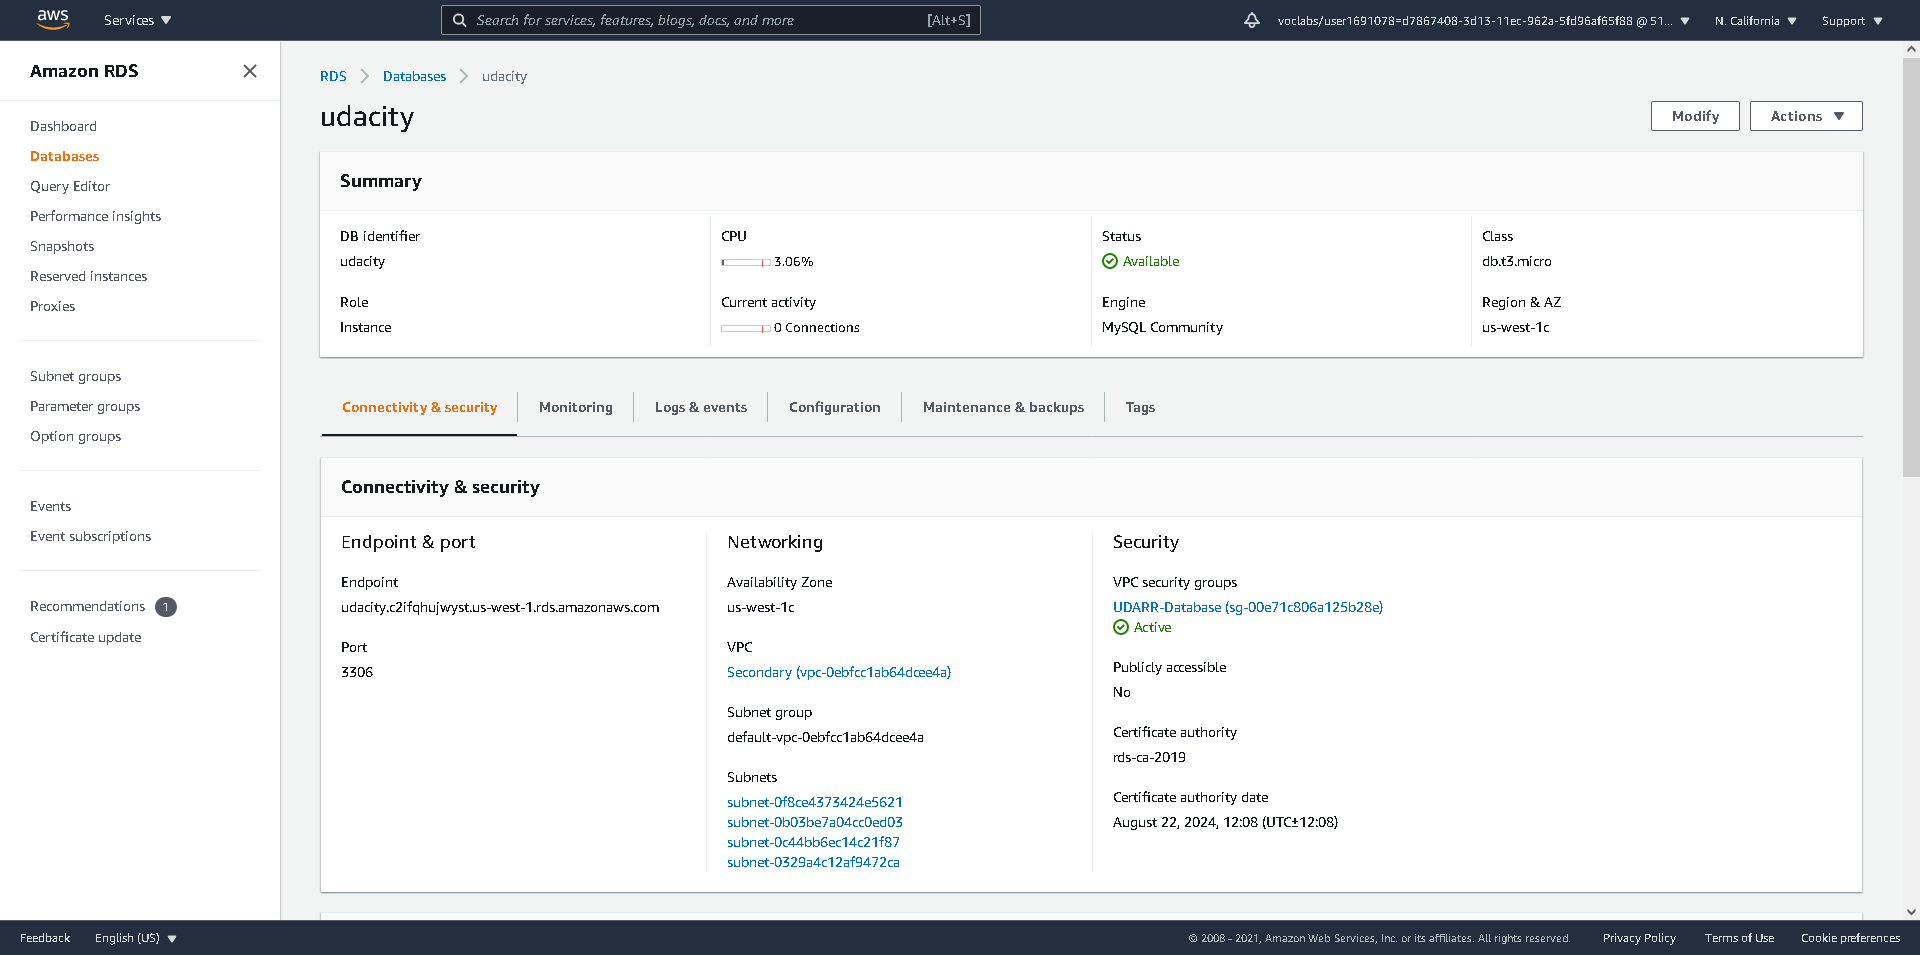 aws
Services
Search for services, features, blogs, docs, and more
[Alt+S]
voclabs/user1691078=d7867408-3d13-11ec-962a-5fd96af65f88 @ 51...
N. California
Support
Amazon RDS
Dashboard
Databases
Query Editor
Performance insights
Snapshots
Reserved instances
Proxies
Subnet groups
Parameter groups
Option groups
Events
Event subscriptions
Recommendations 1
Certificate update
RDS
Databases
udacity
udacity
Modify
Actions
Summary
DB identifier
udacity
CPU
3.06%
Status
Available
Class
db.t3.micro
Role
Instance
Current activity
0 Connections
Engine
MySQL Community
Region & AZ
us-west-1c
Connectivity & security
Monitoring
Logs & events
Configuration
Maintenance & backups
Tags
Connectivity & security
Endpoint & port
Endpoint
udacity.c2ifqhujwyst.us-west-1.rds.amazonaws.com
Port
3306
Networking
Availability Zone
us-west-1c
VPC
Secondary (vpc-0ebfcc1ab64dcee4a)
Subnet group
default-vpc-0ebfcc1ab64dcee4a
Subnets
subnet-0f8ce4373424e5621
subnet-0b03be7a04cc0ed03
subnet-0c44bb6ec14c21f87
subnet-0329a4c12af9472ca
Security
VPC security groups
UDARR-Database (sg-00e71c806a125b28e)
Active
Publicly accessible
No
Certificate authority
rds-ca-2019
Certificate authority date
August 22, 2024, 12:08 (UTC±12:08)
Feedback
English (US)
© 2008 - 2021, Amazon Web Services, Inc. or its affiliates. All rights reserved.
Privacy Policy
Terms of Use
Cookie preferences